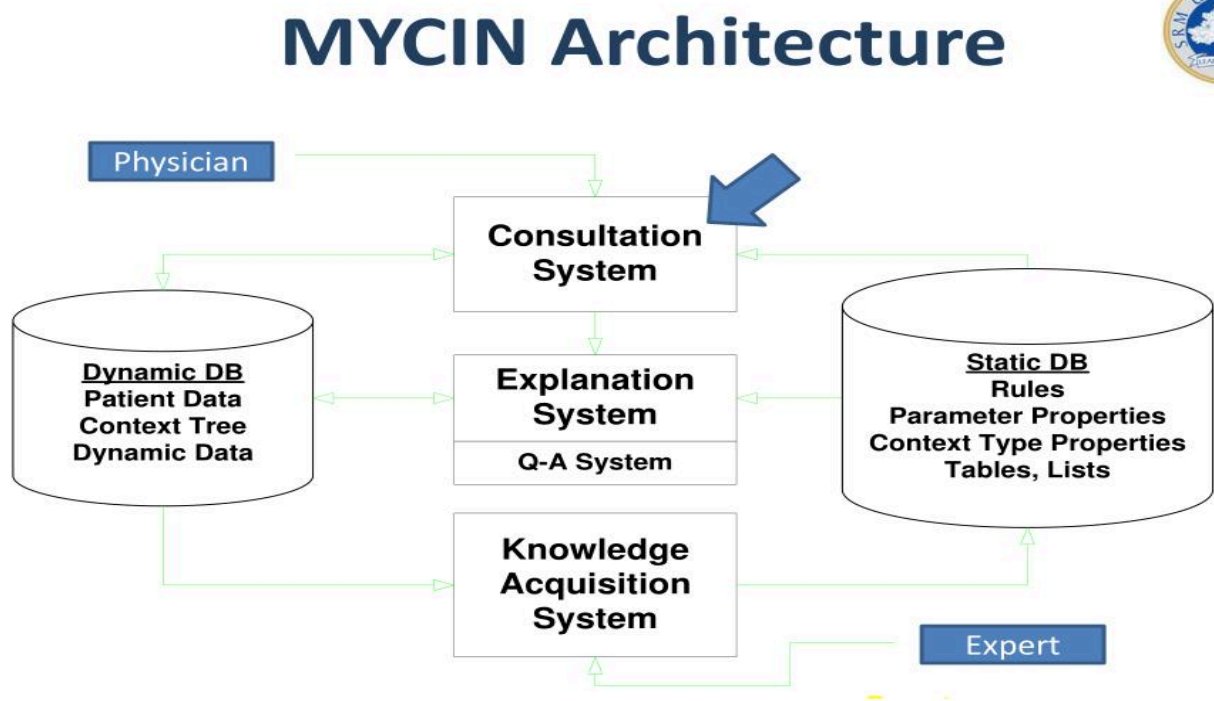 MYCIN Architecture
SRM
Physician
Consultation
System
Dynamic DB
Patient Data
Context Tree
Dynamic Data
Explanation
System
Q-A System
Static DB
Rules
Parameter Properties
Context Type Properties
Tables, Lists
Knowledge
Acquisition
System
Expert